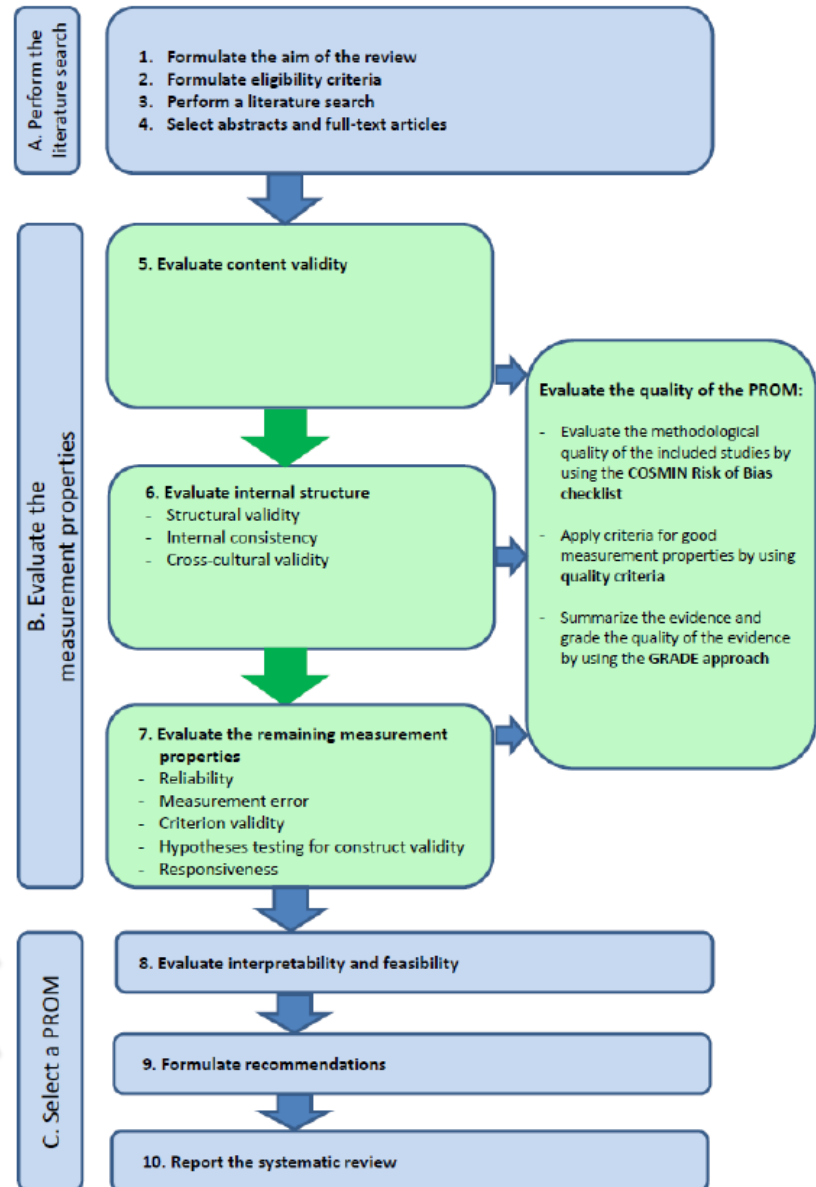 A. Perform the
literature search
1. Formulate the aim of the review
2. Formulate eligibility criteria
3. Perform a literature search
4. Select abstracts and full-text articles
B. Evaluate the
measurement properties
5. Evaluate content validity
6. Evaluate internal structure
- Structural validity
- Internal consistency
- Cross-cultural validity
7. Evaluate the remaining measurement
properties
- Reliability
- Measurement error
- Criterion validity
- Hypotheses testing for construct validity
- Responsiveness
Evaluate the quality of the PROM:
- Evaluate the methodological
quality of the included studies by
using the COSMIN Risk of Bias
checklist
- Apply criteria for good
measurement properties by using
quality criteria
- Summarize the evidence and
grade the quality of the evidence
by using the GRADE approach
C. Select a PROM
8. Evaluate interpretability and feasibility
9. Formulate recommendations
10. Report the systematic review